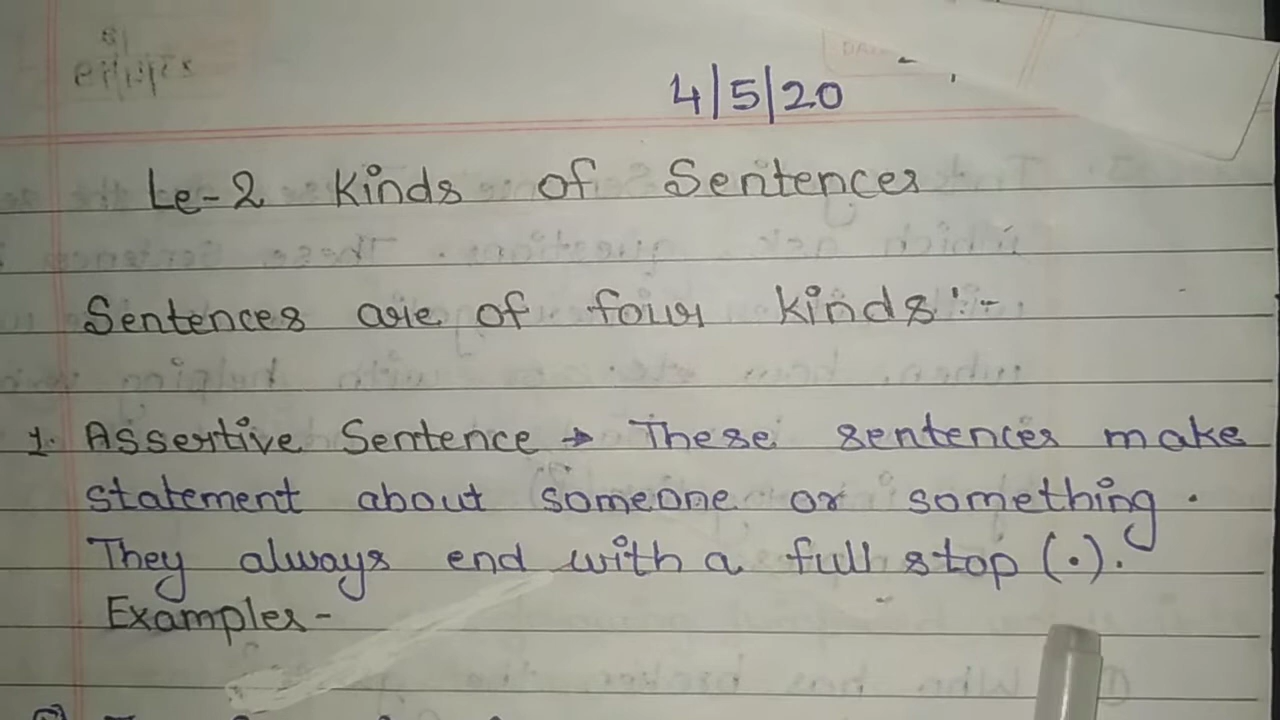 4/5/20
Le-2 Kinds of Sentences
Sentences are of four kinds:-
1. Assertive Sentence → These sentences make
statement about someone or something.
They always end with a full stop (.).
Examples-